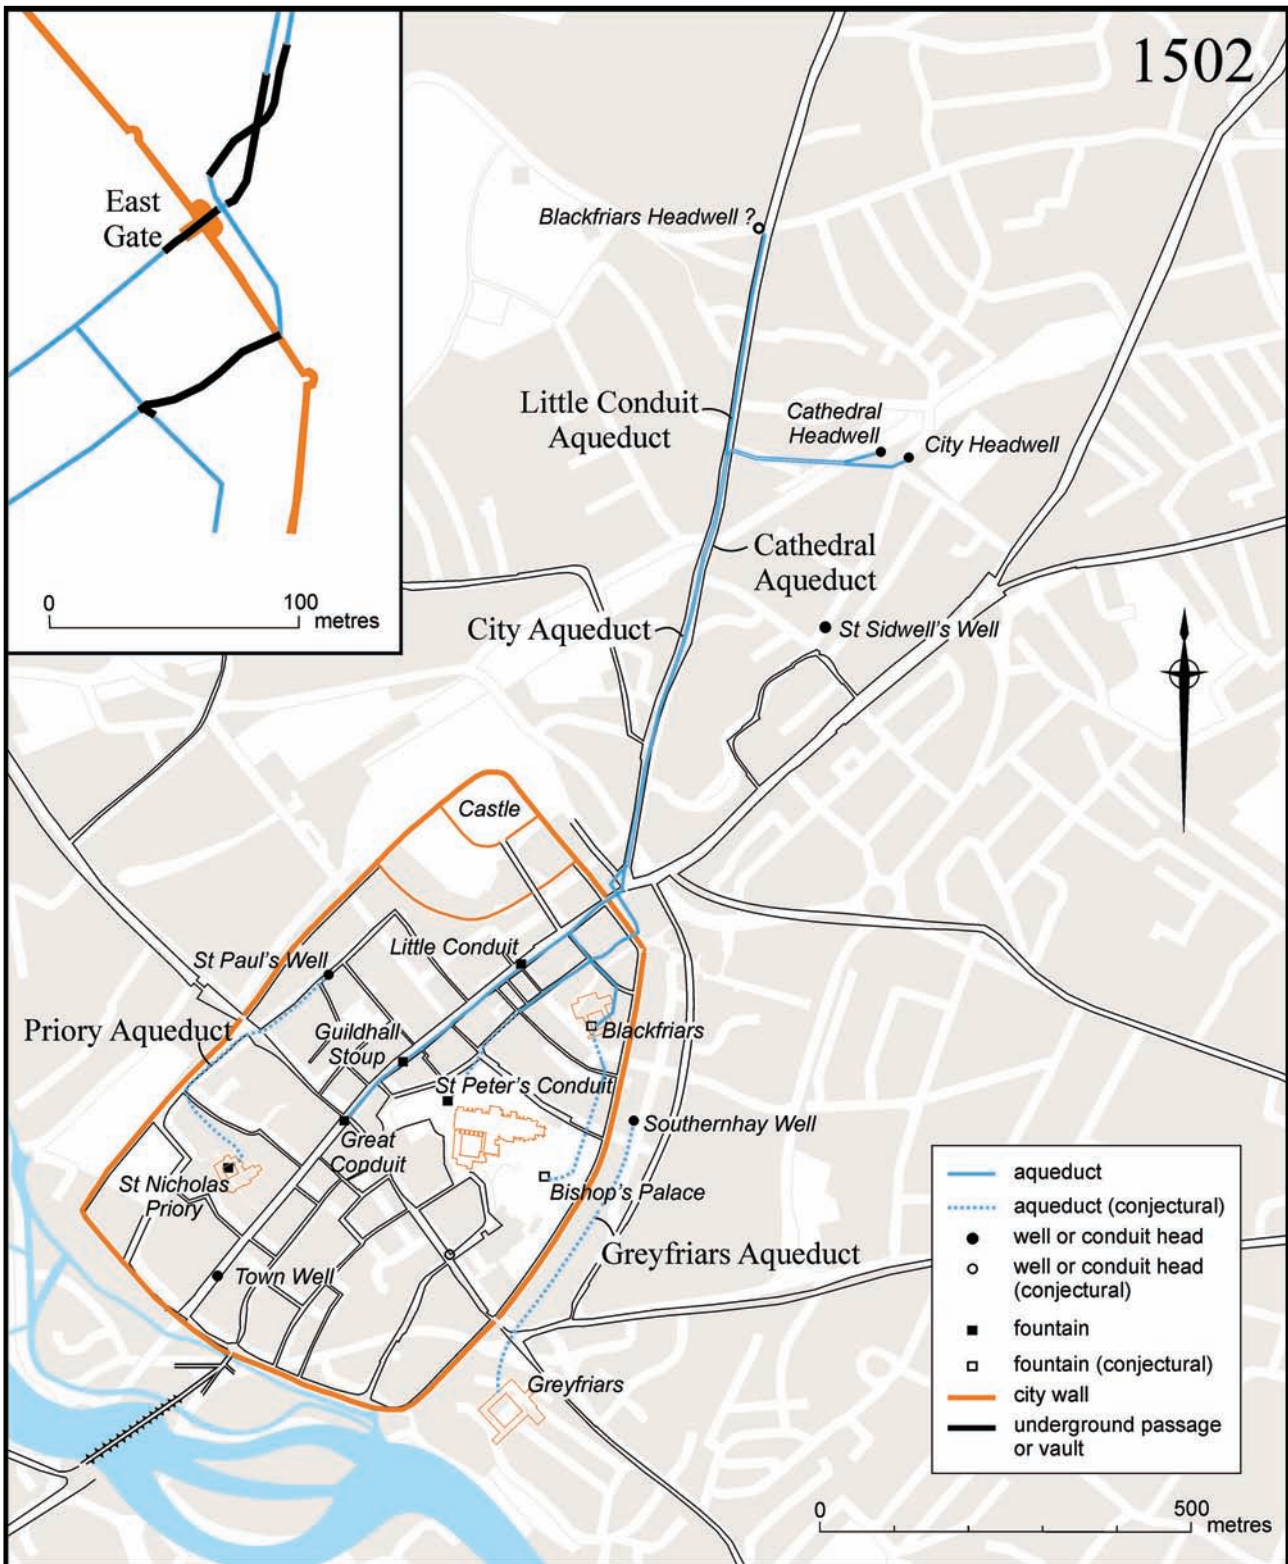 1502
East
Gate
0 100
metres
Blackfriars Headwell ?
Little Conduit
Aqueduct
Cathedral
Headwell
City Headwell
Cathedral
Aqueduct
City Aqueduct
St Sidwell's Well
Castle
Little Conduit
St Paul's Well
Priory Aqueduct
Guildhall
Stoup
Blackfriars
St Peter's Conduit
Great
Conduit
Southernhay Well
St Nicholas
Priory
Bishop's Palace
Greyfriars Aqueduct
Town Well
Greyfriars
aqueduct
aqueduct (conjectural)
well or conduit head
well or conduit head
(conjectural)
fountain
fountain (conjectural)
city wall
underground passage
or vault
0 500
metres